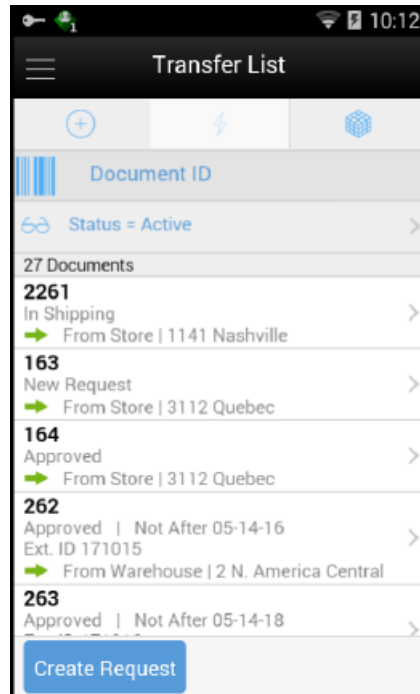 1
10:12
Transfer List
Document ID
Status = Active
27 Documents
2261
In Shipping
From Store | 1141 Nashville
163
New Request
From Store | 3112 Quebec
164
Approved
From Store | 3112 Quebec
262
Approved | Not After 05-14-16
Ext. ID 171015
From Warehouse | 2 N. America Central
263
Approved | Not After 05-14-18
Create Request